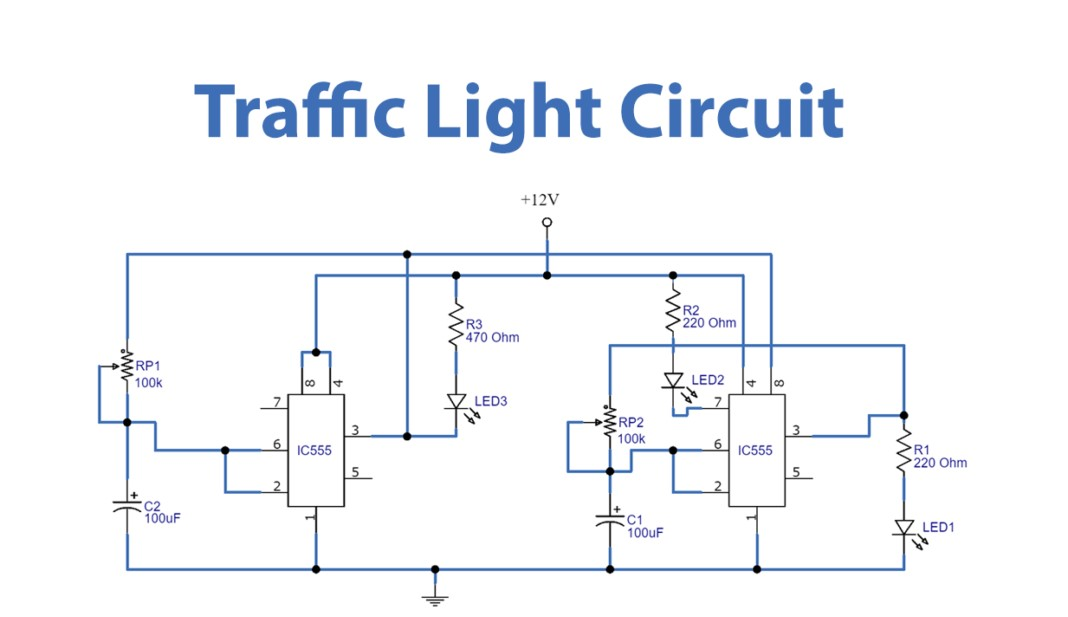 Traffic Light Circuit
+12V
R3
470 Ohm
R2
220 Ohm
RP1
100k
8
4
LED3
7
3
6
IC555
5
2
1
+
C2
100uF
LED2
4
8
RP2
100k
7
3
6
IC555
5
2
1
R1
220 Ohm
+
C1
100uF
LED1